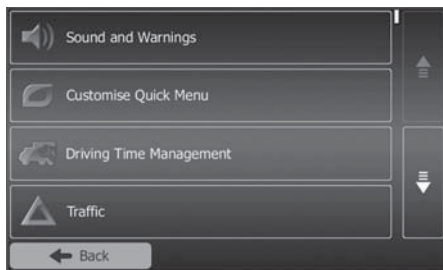 Sound and Warnings
Customise Quick Menu
Driving Time Management
Traffic
Back